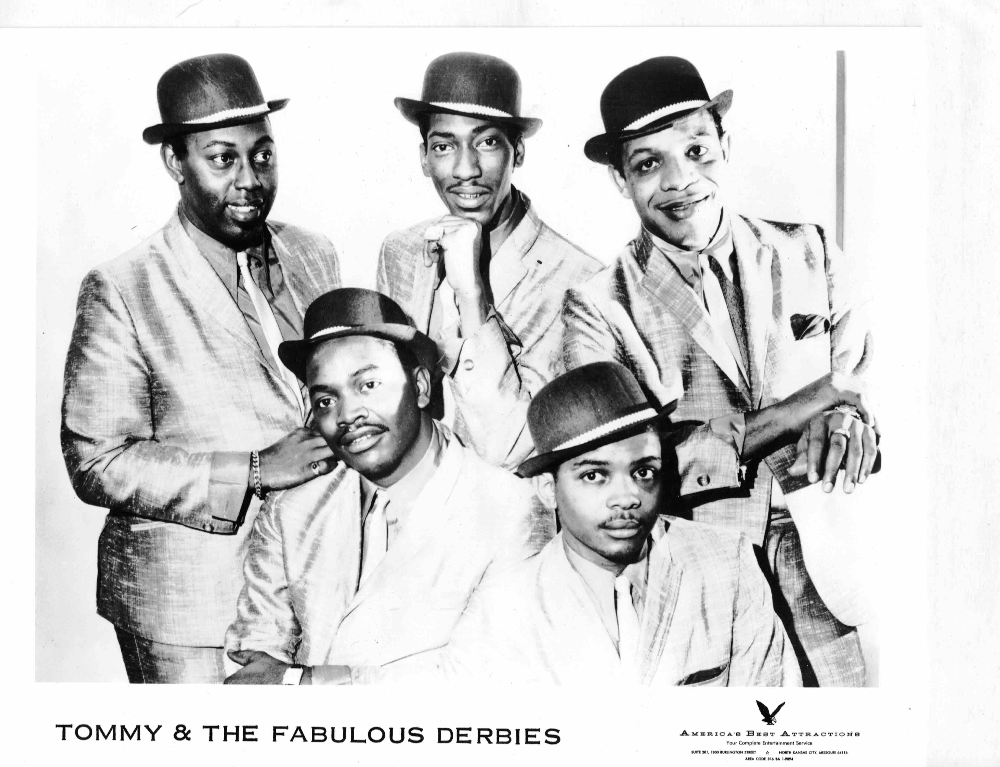 TOMMY & THE FABULOUS DERBIES
AMERICA'S BEST ATTRACTIONS
Your Complete Entertainment Service
SUITE 201, 1800 BURLINGTON STREET ☆ NORTH KANSAS CITY, MISSOURI 64116
AREA CODE 816 BA 1-9094